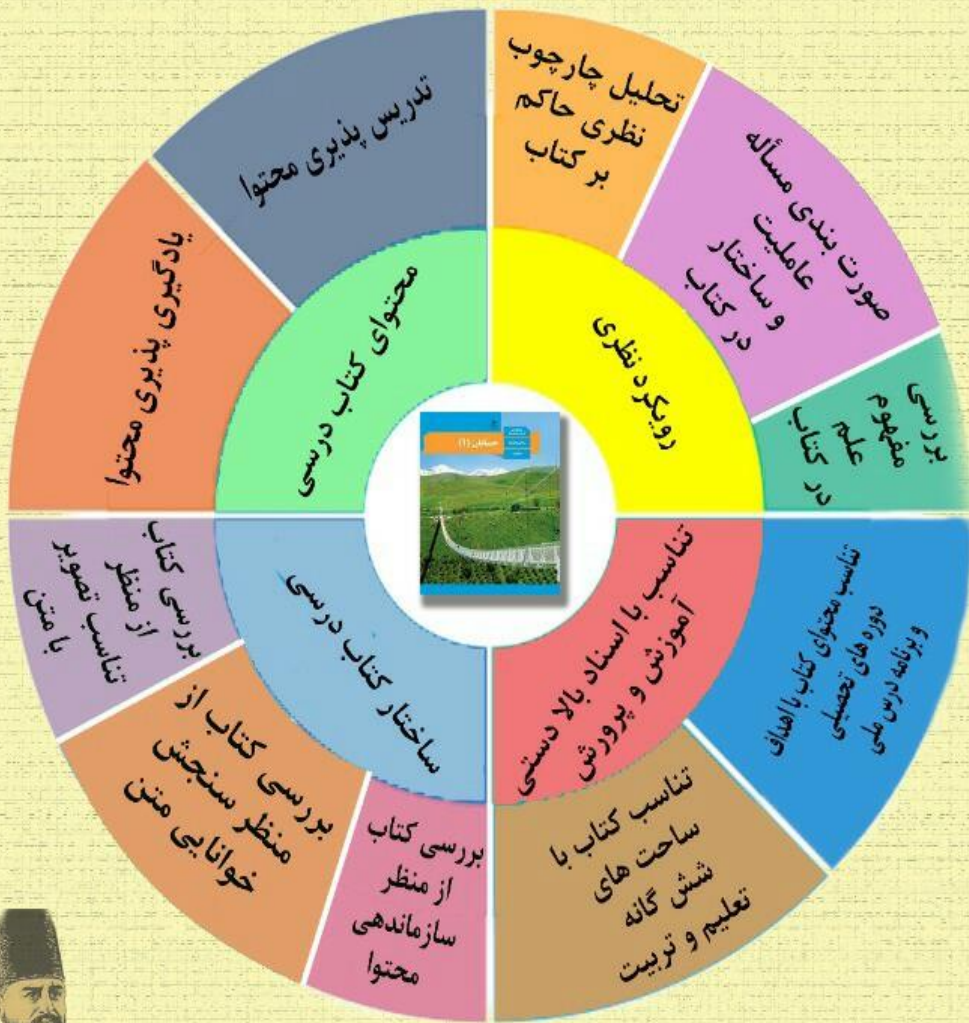 تحلیل چارچوب
نظری حاکم
بر کتاب
صورت بندی مسأله
عاملیت
و ساختار
در کتاب
بررسی
مفهوم
علم
در کتاب
رویکرد نظری
تناسب محتوای کتاب با اهداف
دوره های تحصیلی
و برنامه درس ملی
تناسب کتاب با
ساحت های
شش گانه
تعلیم و تربیت
تناسب با اسناد بالا دستی
آموزش و پرورش
بررسی کتاب
از منظر
سازماندهی
محتوا
بررسی کتاب از
منظر سنجش
خوانایی متن
بررسی کتاب
از منظر
تناسب تصویر
با متن
ساختار کتاب درسی
یادگیری پذیری محتوا
تدریس پذیری محتوا
محتوای کتاب درسی
حسابان (۱)